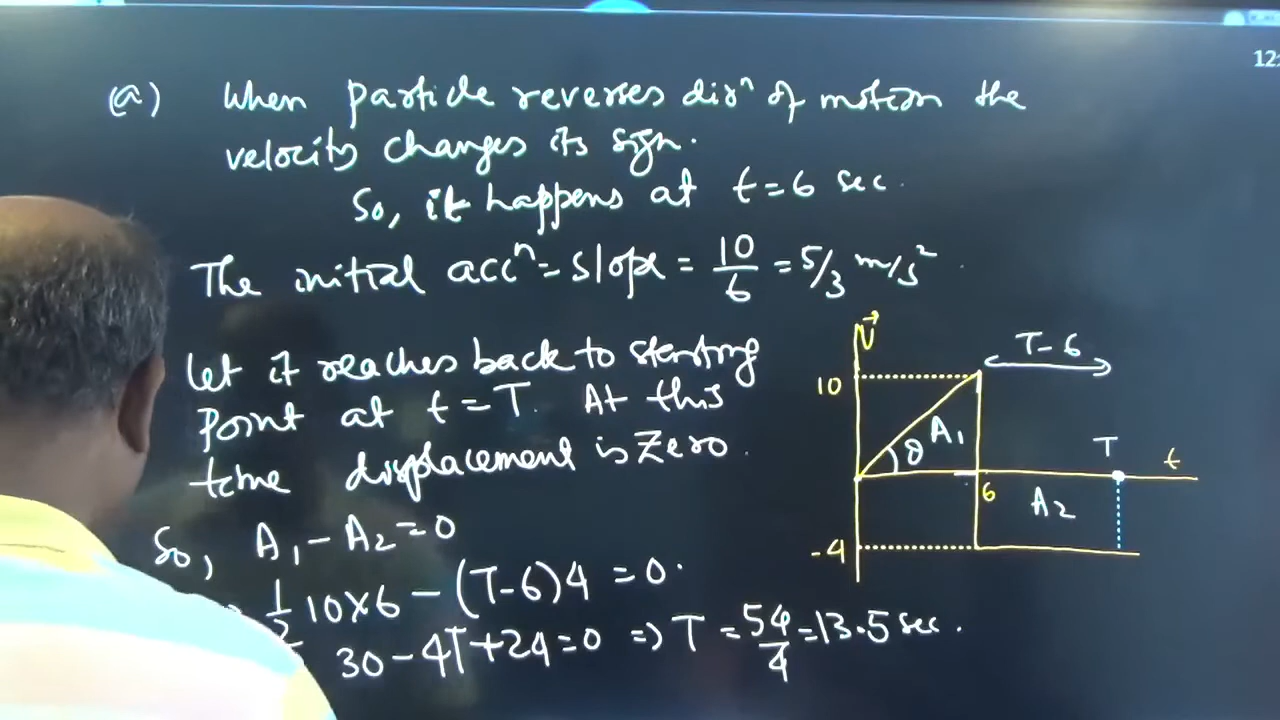 12:
(a) When particle reverses dirⁿ of motion the
velocity changes its sign.
So, it happens at t=6 sec.
The initial accⁿ = slope = 10/6 = 5/3 m/s²
Let it reaches back to starting
point at t=T. At this
time displacement is zero.
So, A₁ - A₂ = 0
1/2 10×6 - (T-6)4 = 0.
30 - 4T + 24 = 0 => T = 54/4 = 13.5 sec.
v⃗
T-6
10
A₁
θ
T
t
6
A₂
-4